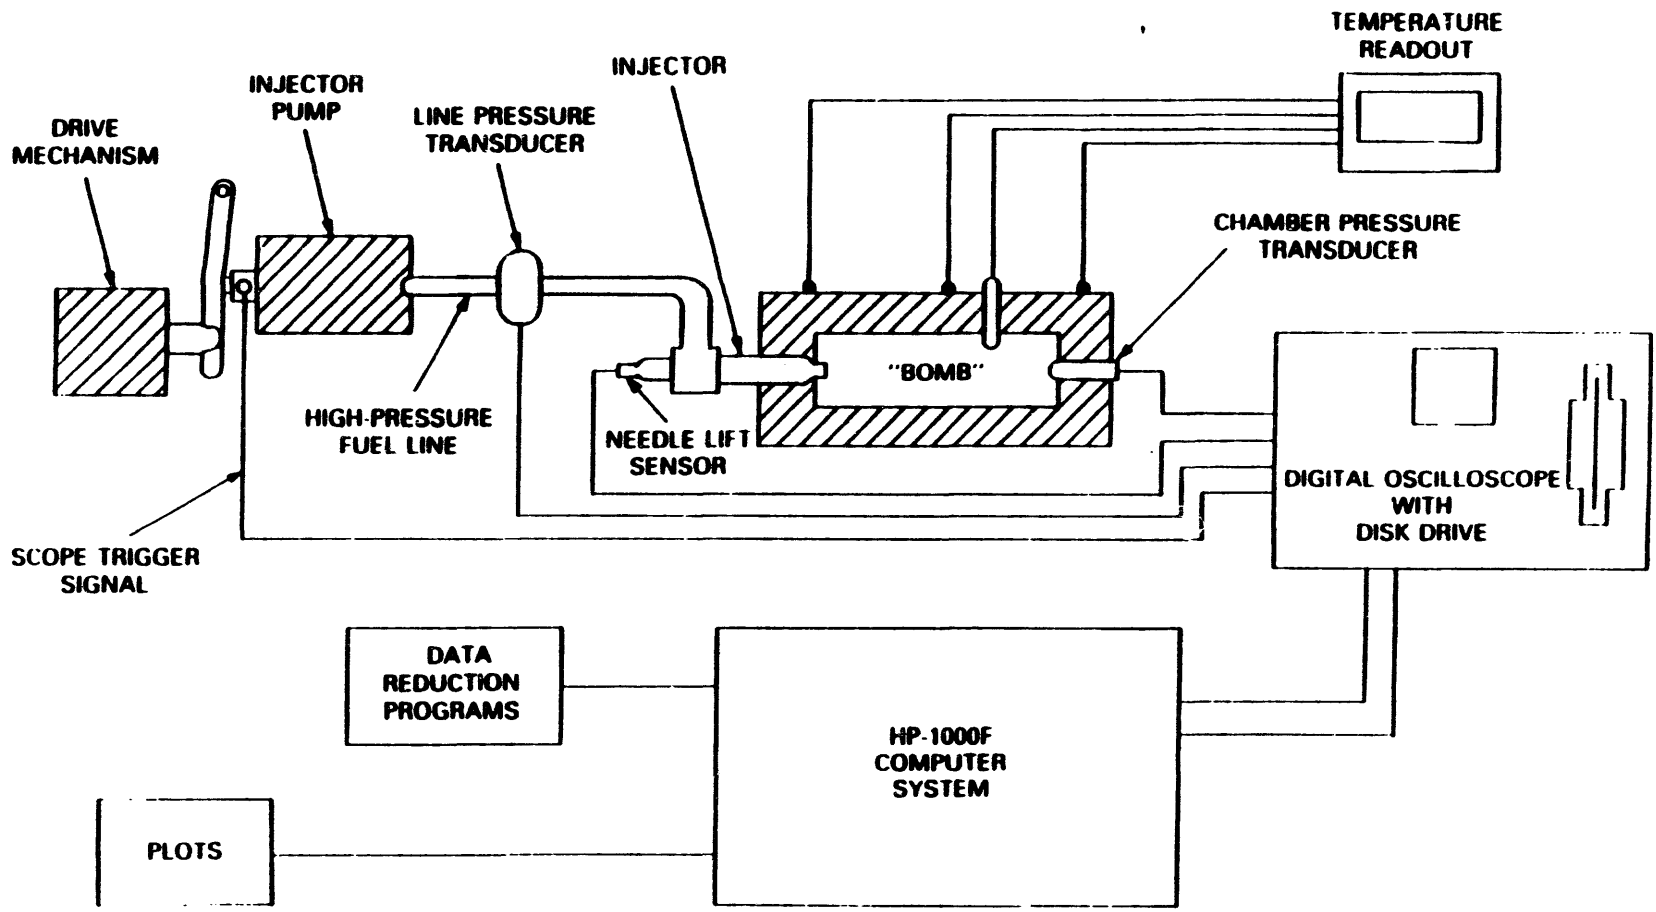 TEMPERATURE
READOUT
INJECTOR
INJECTOR
PUMP
LINE PRESSURE
TRANSDUCER
DRIVE
MECHANISM
CHAMBER PRESSURE
TRANSDUCER
"BOMB"
HIGH-PRESSURE
FUEL LINE
NEEDLE LIFT
SENSOR
DIGITAL OSCILLOSCOPE
WITH
DISK DRIVE
SCOPE TRIGGER
SIGNAL
DATA
REDUCTION
PROGRAMS
HP-1000F
COMPUTER
SYSTEM
PLOTS